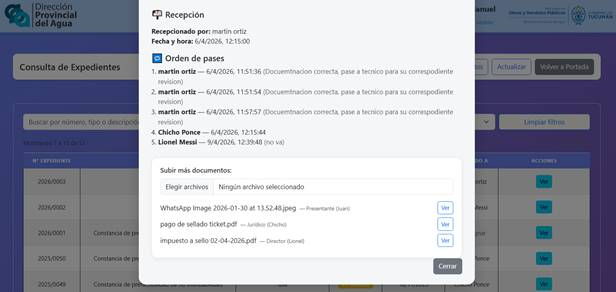 Dirección
Provincial
del Agua
Obras y Servicios Públicos
TUCUMÁN
Recepción
Recepcionado por: martin ortiz
Fecha y hora: 6/4/2026, 12:15:00
Orden de pases
1. martin ortiz — 6/4/2026, 11:51:36 (Docuemtnacion correcta, pase a tecnico para su correspodiente
revision)
2. martin ortiz — 6/4/2026, 11:51:54 (Docuemtnacion correcta, pase a tecnico para su correspodiente
revision)
3. martin ortiz — 6/4/2026, 11:57:57 (Docuemtnacion correcta, pase a tecnico para su correspodiente
revision)
4. Chicho Ponce — 6/4/2026, 12:15:44
5. Lionel Messi — 9/4/2026, 12:39:48 (no va)
Consulta de Expedientes
Actualizar
Volver a Portada
Buscar por número, tipo o descripción
Limpiar filtros
N° EXPEDIENTE
ACCIONES
2026/0003
Ver
2026/0002
Messi
Ver
2026/0001
Constancia de
Ver
2025/0050
Constancia de
Ver
2025/0049
Ver
Subir más documentos:
Elegir archivos
Ningún archivo seleccionado
WhatsApp Image 2026-01-30 at 13.52.48.jpeg — Presentante (Juan)
Ver
pago de sellado ticket.pdf — Jurídico (Chicho)
Ver
impuesto a sello 02-04-2026.pdf — Director (Lionel)
Ver
Cerrar